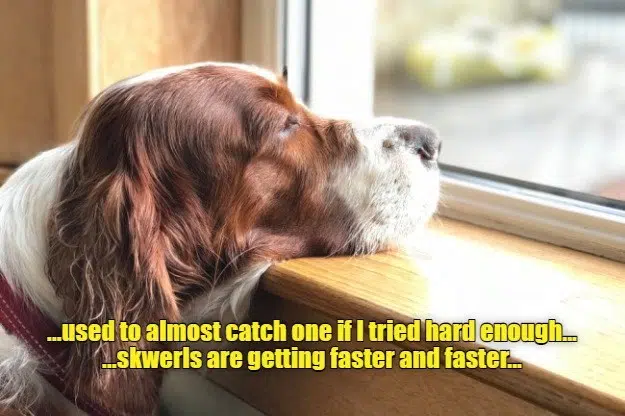 ...used to almost catch one if I tried hard enough...
...skwerls are getting faster and faster...